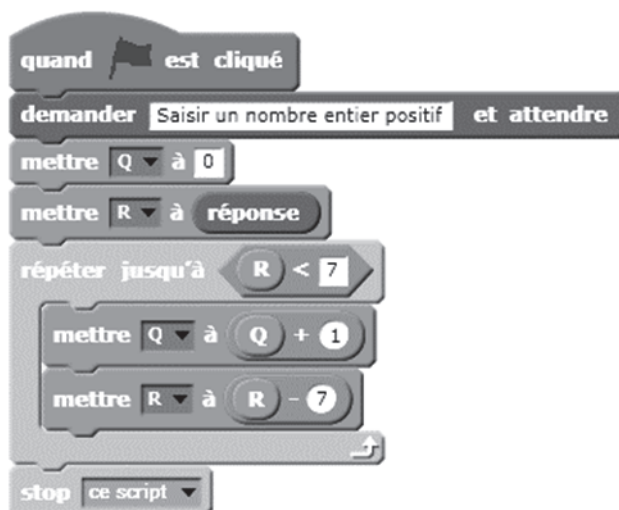 quand est cliqué
demander Saisir un nombre entier positif et attendre
mettre Q à 0
mettre R à réponse
répéter jusqu'à R < 7
mettre Q à Q + 1
mettre R à R - 7
stop ce script